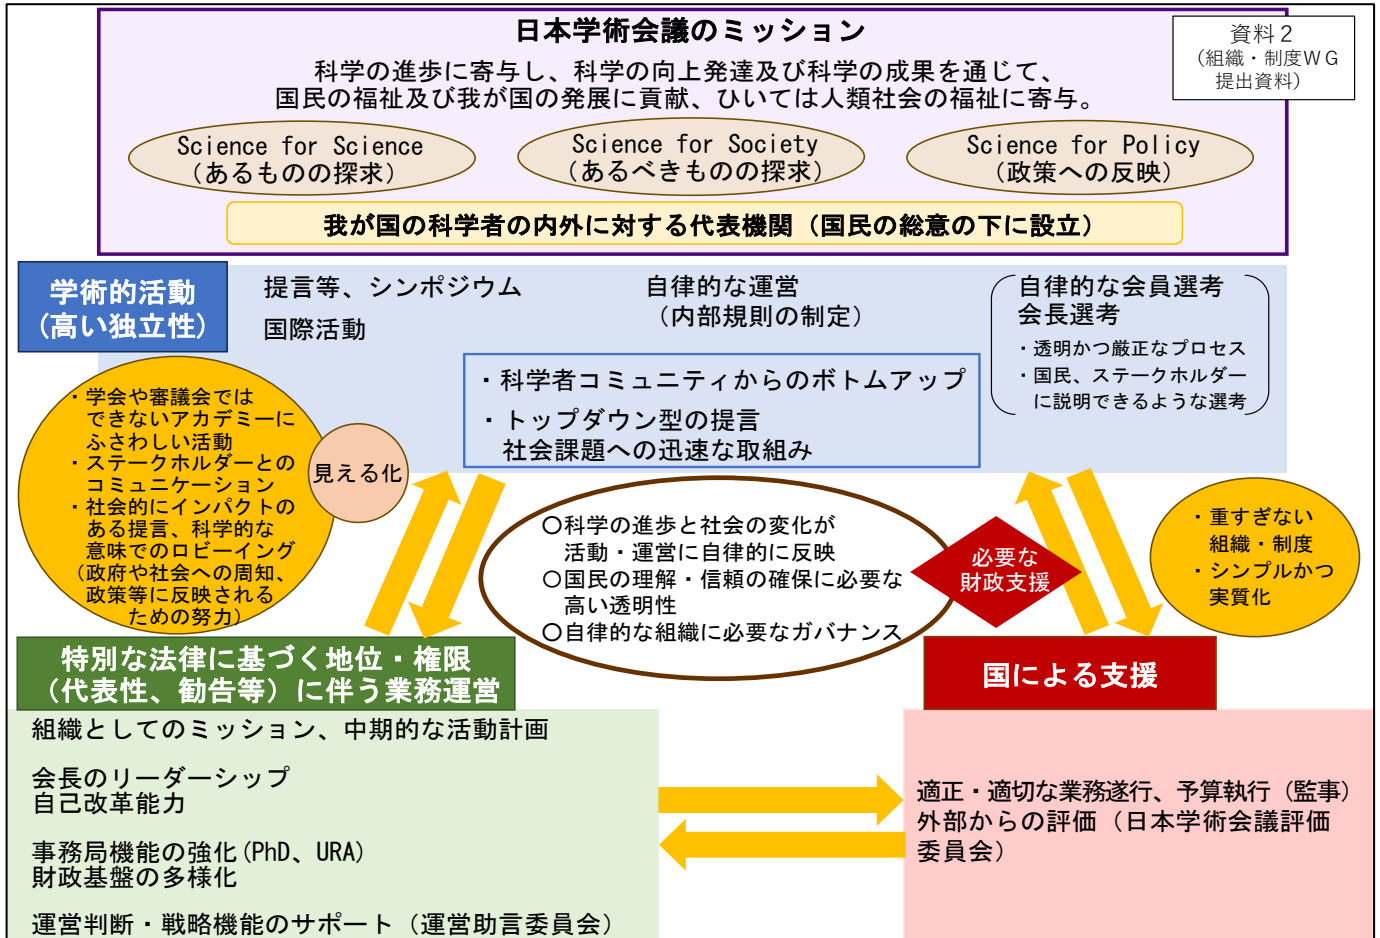 日本学術会議のミッション
資料２
（組織・制度ＷＧ
提出資料）
科学の進歩に寄与し、科学の向上発達及び科学の成果を通じて、
国民の福祉及び我が国の発展に貢献、ひいては人類社会の福祉に寄与。
Science for Science
(あるものの探求)
Science for Society
(あるべきものの探求)
Science for Policy
(政策への反映)
我が国の科学者の内外に対する代表機関（国民の総意の下に設立）
学術的活動
(高い独立性)
提言等、シンポジウム
国際活動
自律的な運営
（内部規則の制定）
自律的な会員選考
会長選考
・透明かつ厳正なプロセス
・国民、ステークホルダー
に説明できるような選考
・科学者コミュニティからのボトムアップ
・トップダウン型の提言
社会課題への迅速な取組み
・学会や審議会では
できないアカデミーに
ふさわしい活動
・ステークホルダーとの
コミュニケーション
・社会的にインパクトの
ある提言、科学的な
意味でのロビーイング
(政府や社会への周知、
政策等に反映される
ための努力)
見える化
〇科学の進歩と社会の変化が
活動・運営に自律的に反映
〇国民の理解・信頼の確保に必要な
高い透明性
〇自律的な組織に必要なガバナンス
必要な
財政支援
・重すぎない
組織・制度
・シンプルかつ
実質化
特別な法律に基づく地位・権限
（代表性、勧告等）に伴う業務運営
組織としてのミッション、中期的な活動計画
会長のリーダーシップ
自己改革能力
事務局機能の強化(PhD、URA)
財政基盤の多様化
運営判断・戦略機能のサポート（運営助言委員会）
国による支援
適正・適切な業務遂行、予算執行（監事）
外部からの評価（日本学術会議評価
委員会）